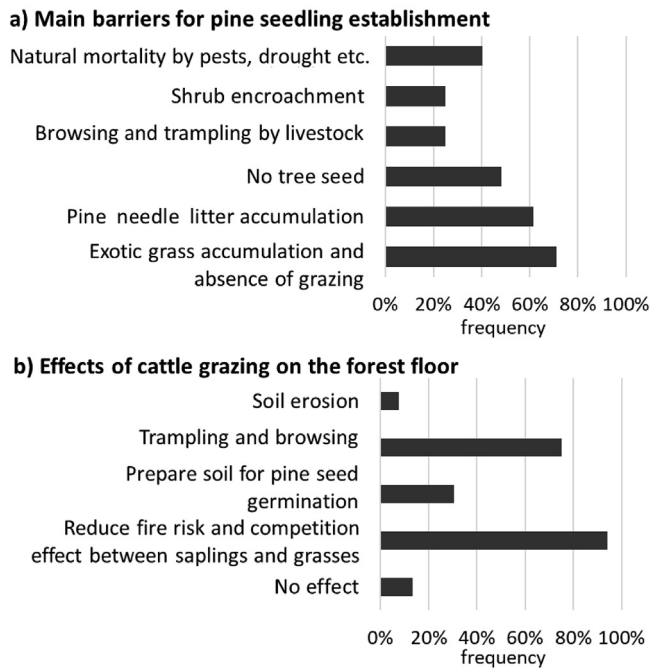 a) Main barriers for pine seedling establishment
Natural mortality by pests, drought etc.
Shrub encroachment
Browsing and trampling by livestock
No tree seed
Pine needle litter accumulation
Exotic grass accumulation and
absence of grazing
0% 20% 40% 60% 80% 100%
frequency
b) Effects of cattle grazing on the forest floor
Soil erosion
Trampling and browsing
Prepare soil for pine seed
germination
Reduce fire risk and competition
effect between saplings and grasses
No effect
0% 20% 40% 60% 80% 100%
frequency